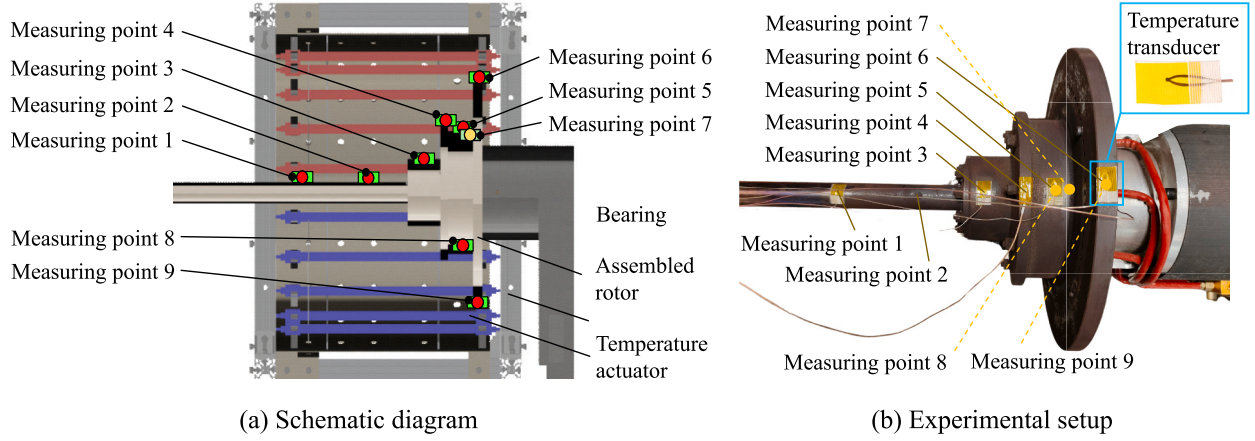 Measuring point 4
Measuring point 3
Measuring point 2
Measuring point 1
Measuring point 8
Measuring point 9
Measuring point 6
Measuring point 5
Measuring point 7
Bearing
Assembled
rotor
Temperature
actuator
(a) Schematic diagram
Measuring point 7
Measuring point 6
Measuring point 5
Measuring point 4
Measuring point 3
Temperature
transducer
Measuring point 1
Measuring point 2
Measuring point 8
Measuring point 9
(b) Experimental setup